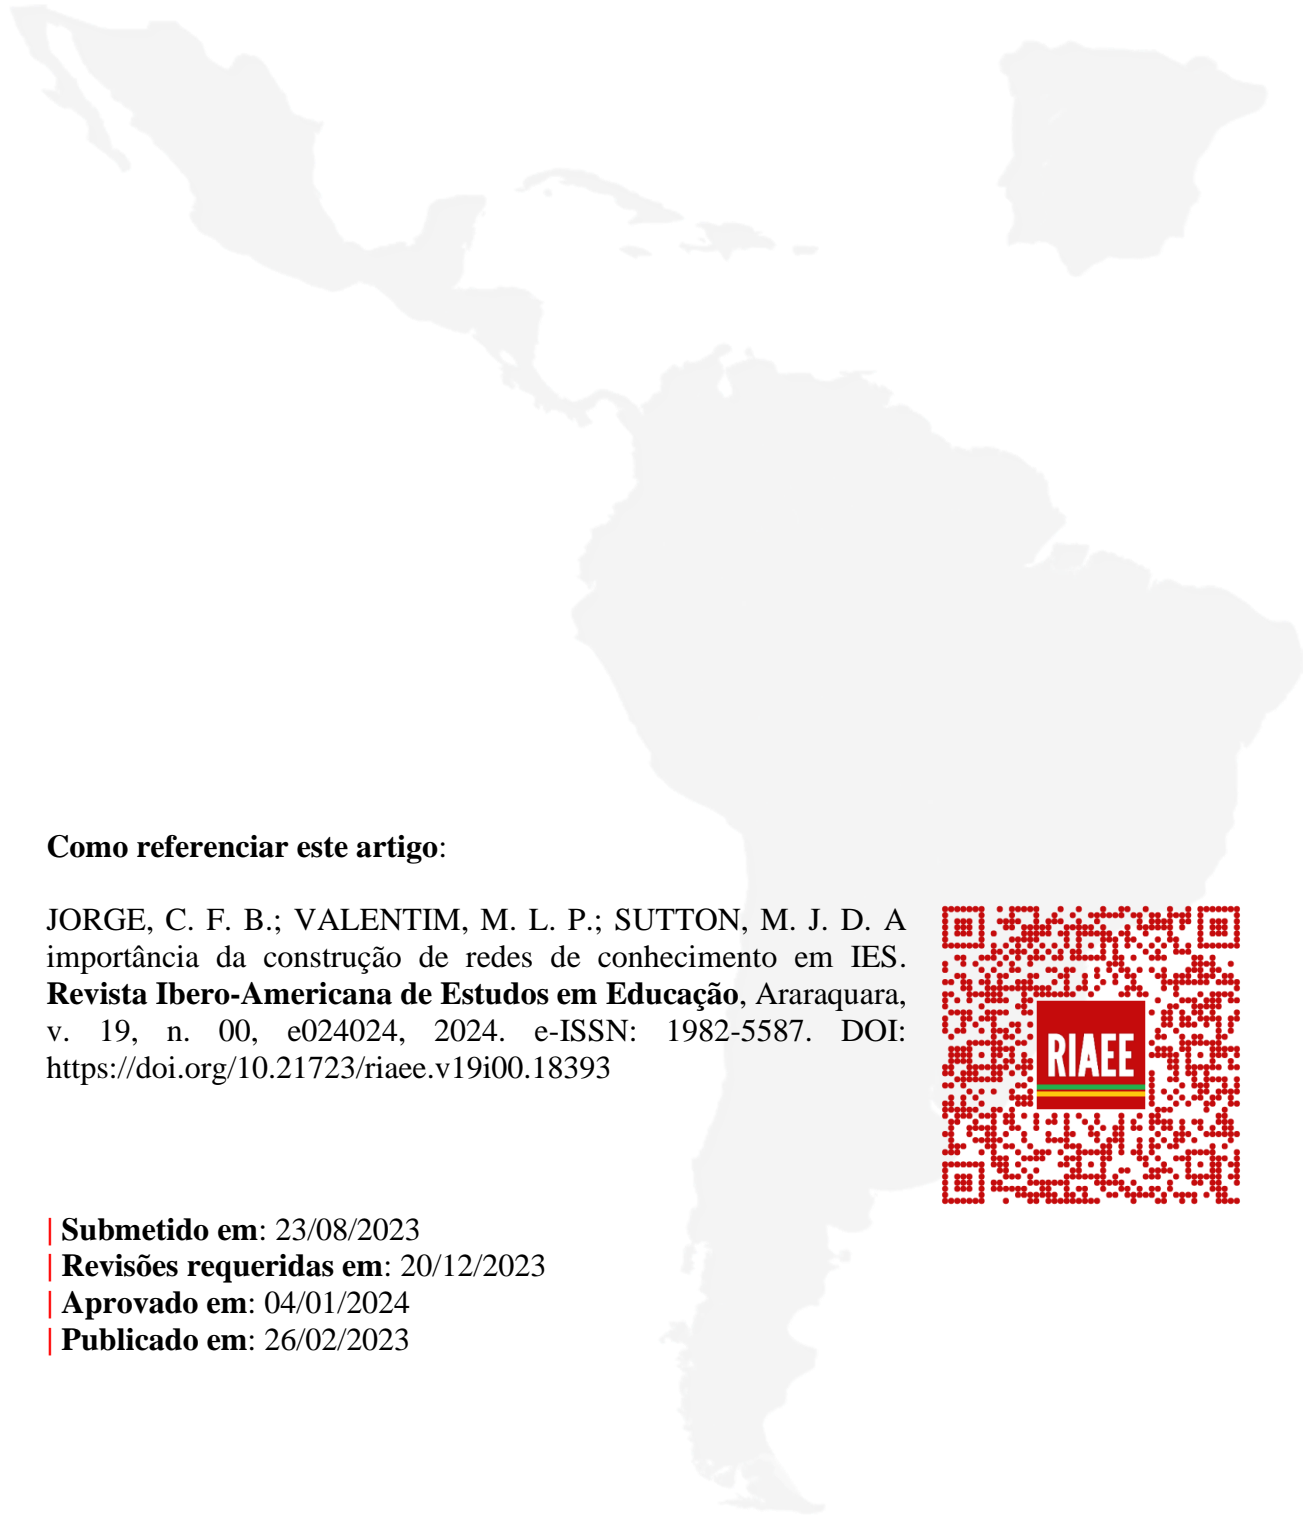 Como referenciar este artigo:
JORGE, C. F. B.; VALENTIM, M. L. P.; SUTTON, M. J. D. A
importância da construção de redes de conhecimento em IES.
Revista Ibero-Americana de Estudos em Educação, Araraquara,
v. 19, n. 00, e024024, 2024. e-ISSN: 1982-5587. DOI:
https://doi.org/10.21723/riaee.v19i00.18393
RIAEE
| Submetido em: 23/08/2023
| Revisões requeridas em: 20/12/2023
| Aprovado em: 04/01/2024
| Publicado em: 26/02/2023